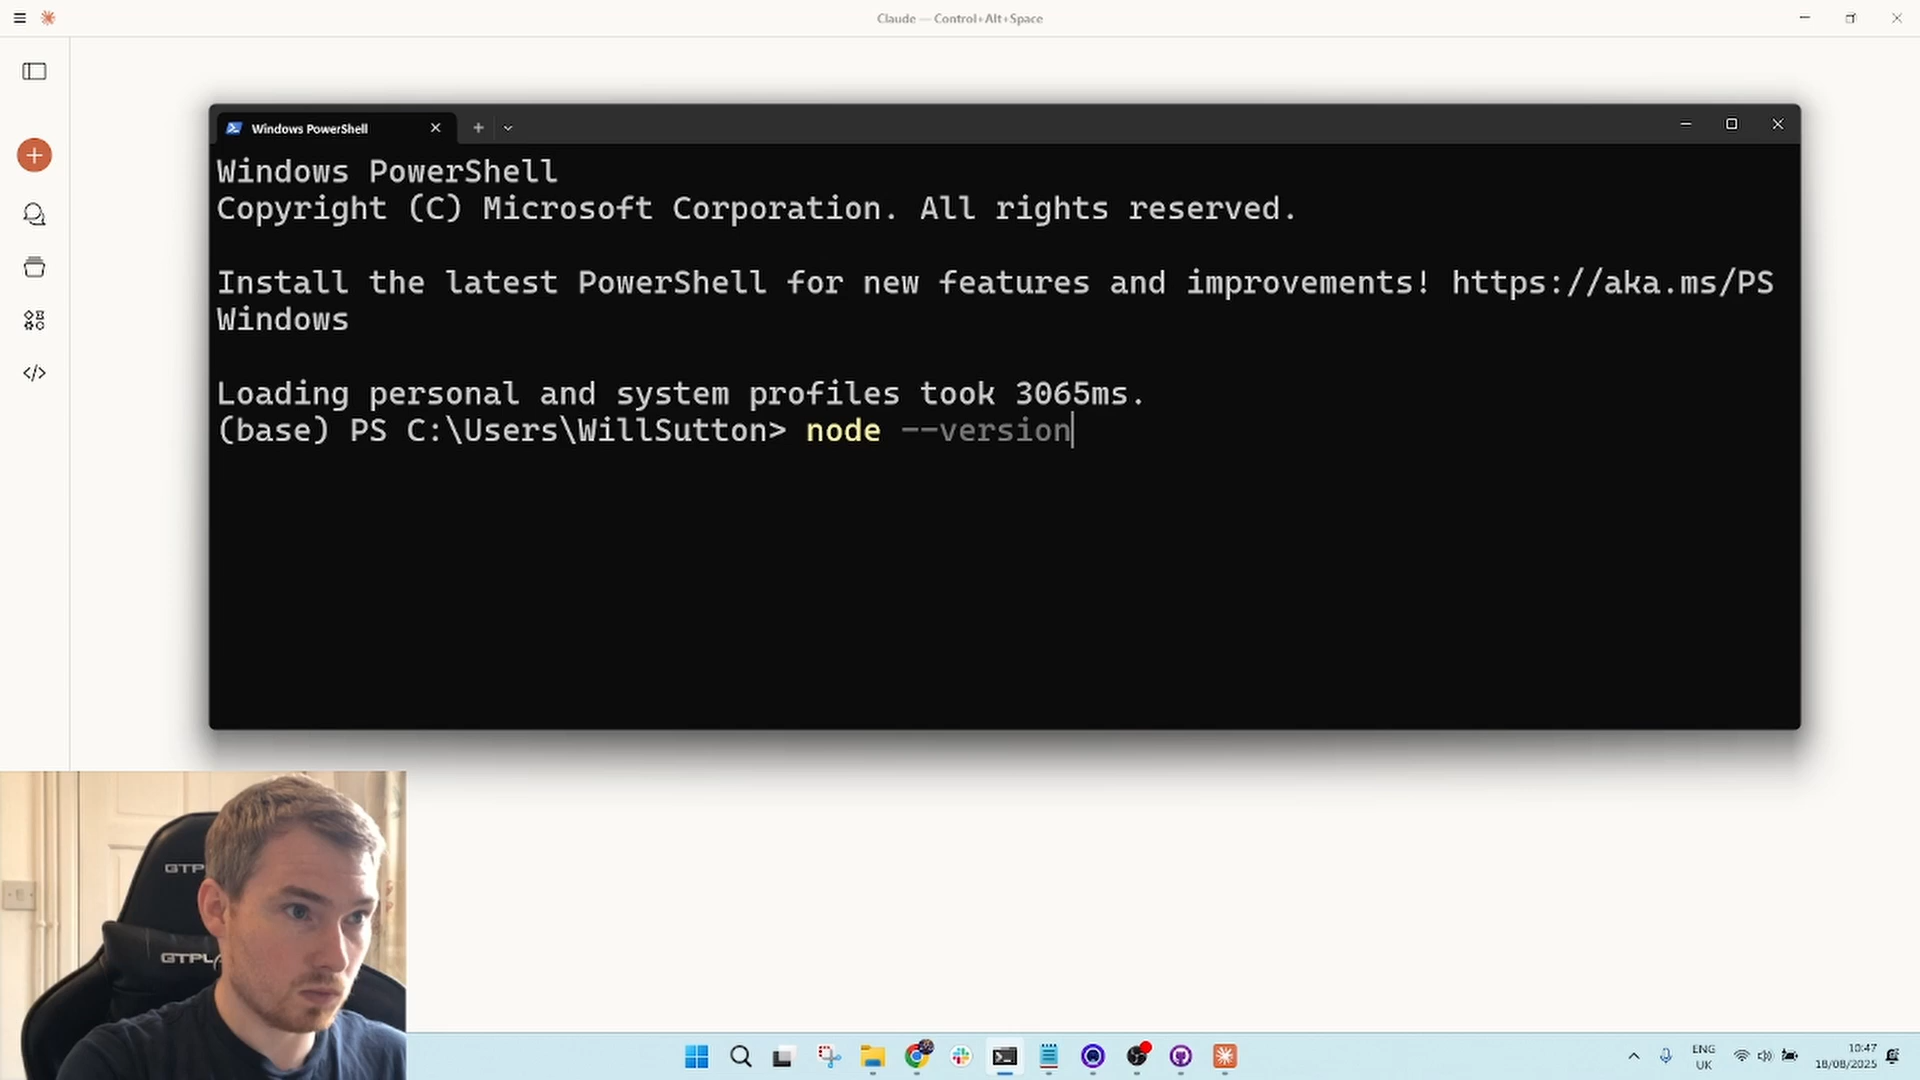 Claude — Control+Alt+Space
Windows PowerShell
Windows PowerShell
Copyright (C) Microsoft Corporation. All rights reserved.
Install the latest PowerShell for new features and improvements! https://aka.ms/PS
Windows
Loading personal and system profiles took 3065ms.
(base) PS C:\Users\WillSutton> node --version
GTP
GTPL
ENG
UK
10:47
18/08/2025